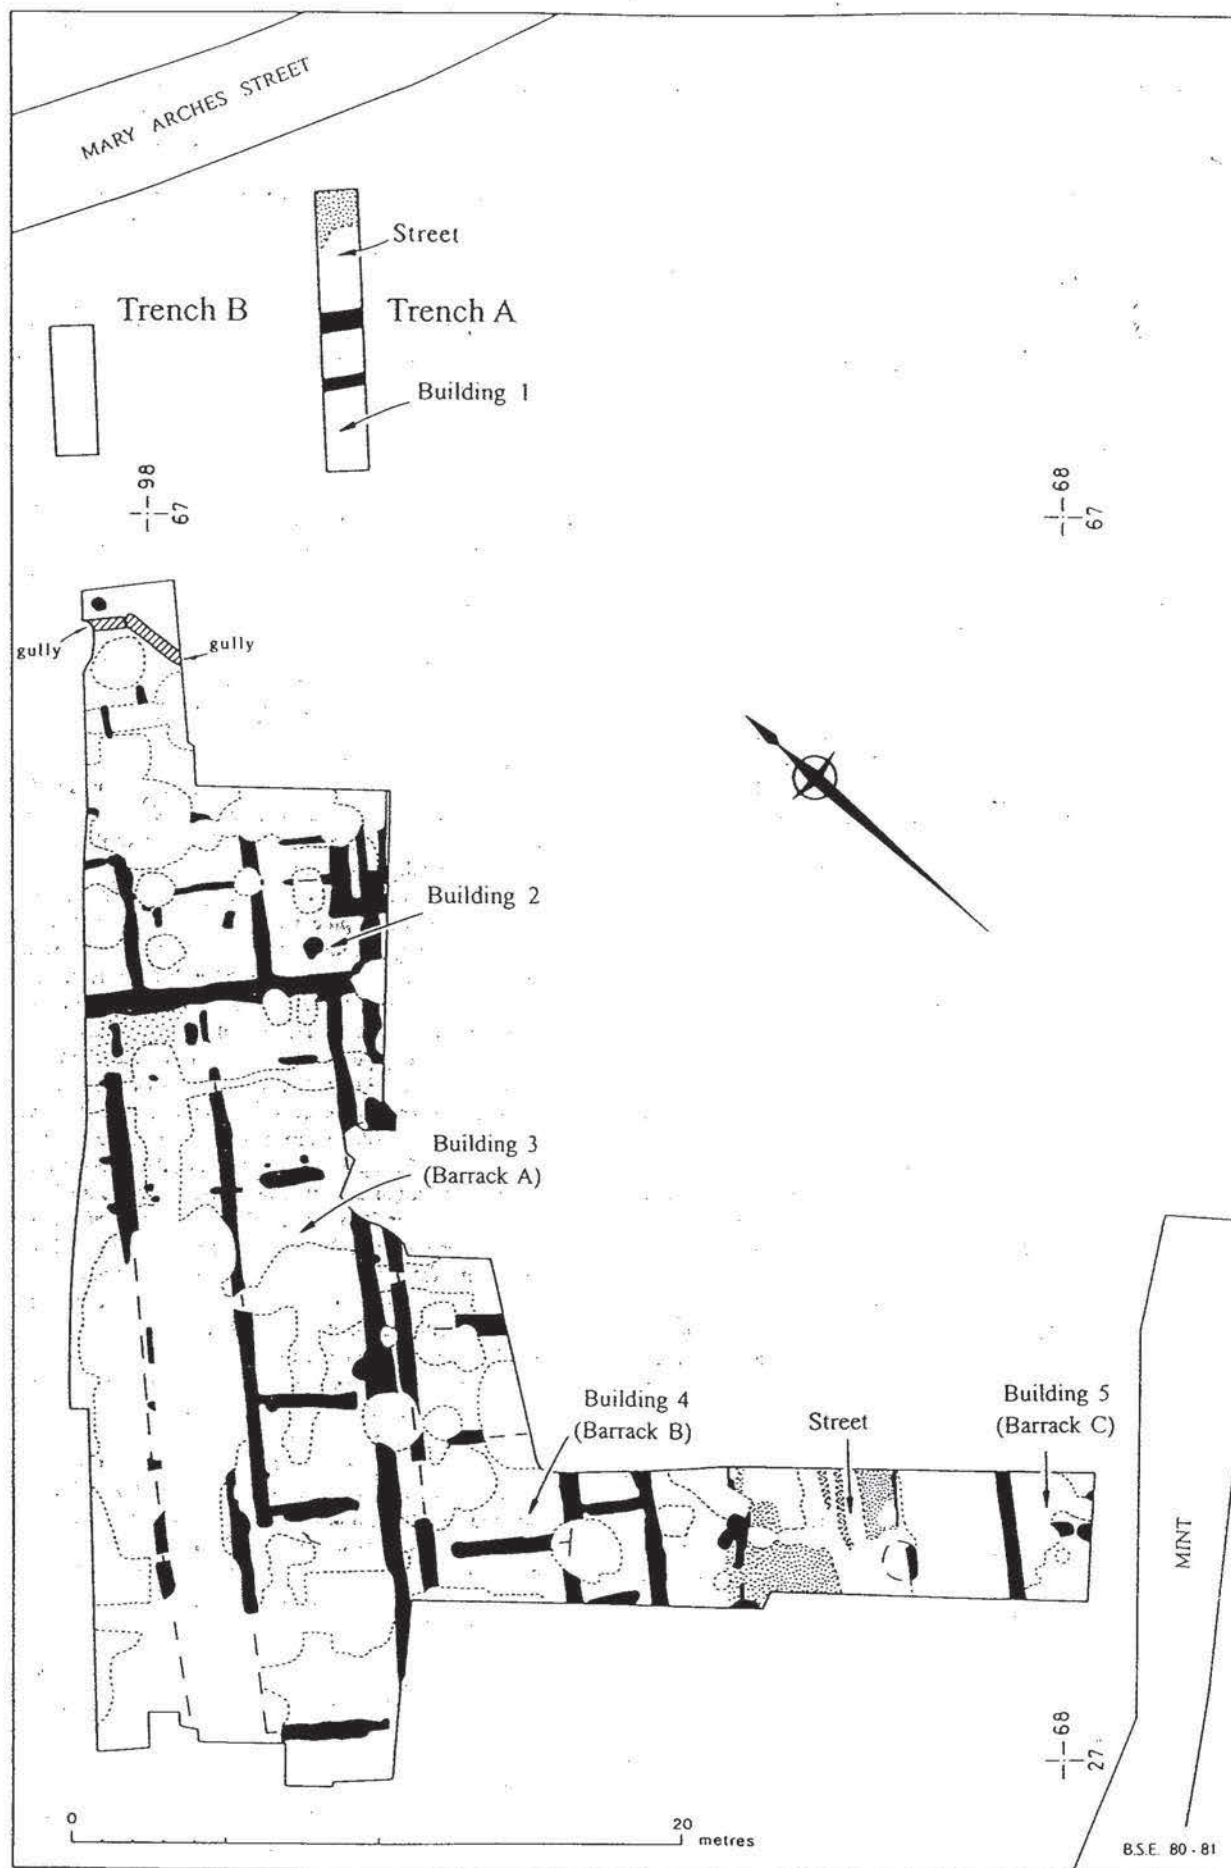 MARY ARCHES STREET
Street
Trench B
Trench A
Building 1
98
67
68
67
gully
gully
Building 2
Building 3
(Barrack A)
Building 4
(Barrack B)
Street
Building 5
(Barrack C)
MINT
68
27
0
20
metres
B.S.E. 80 - 81